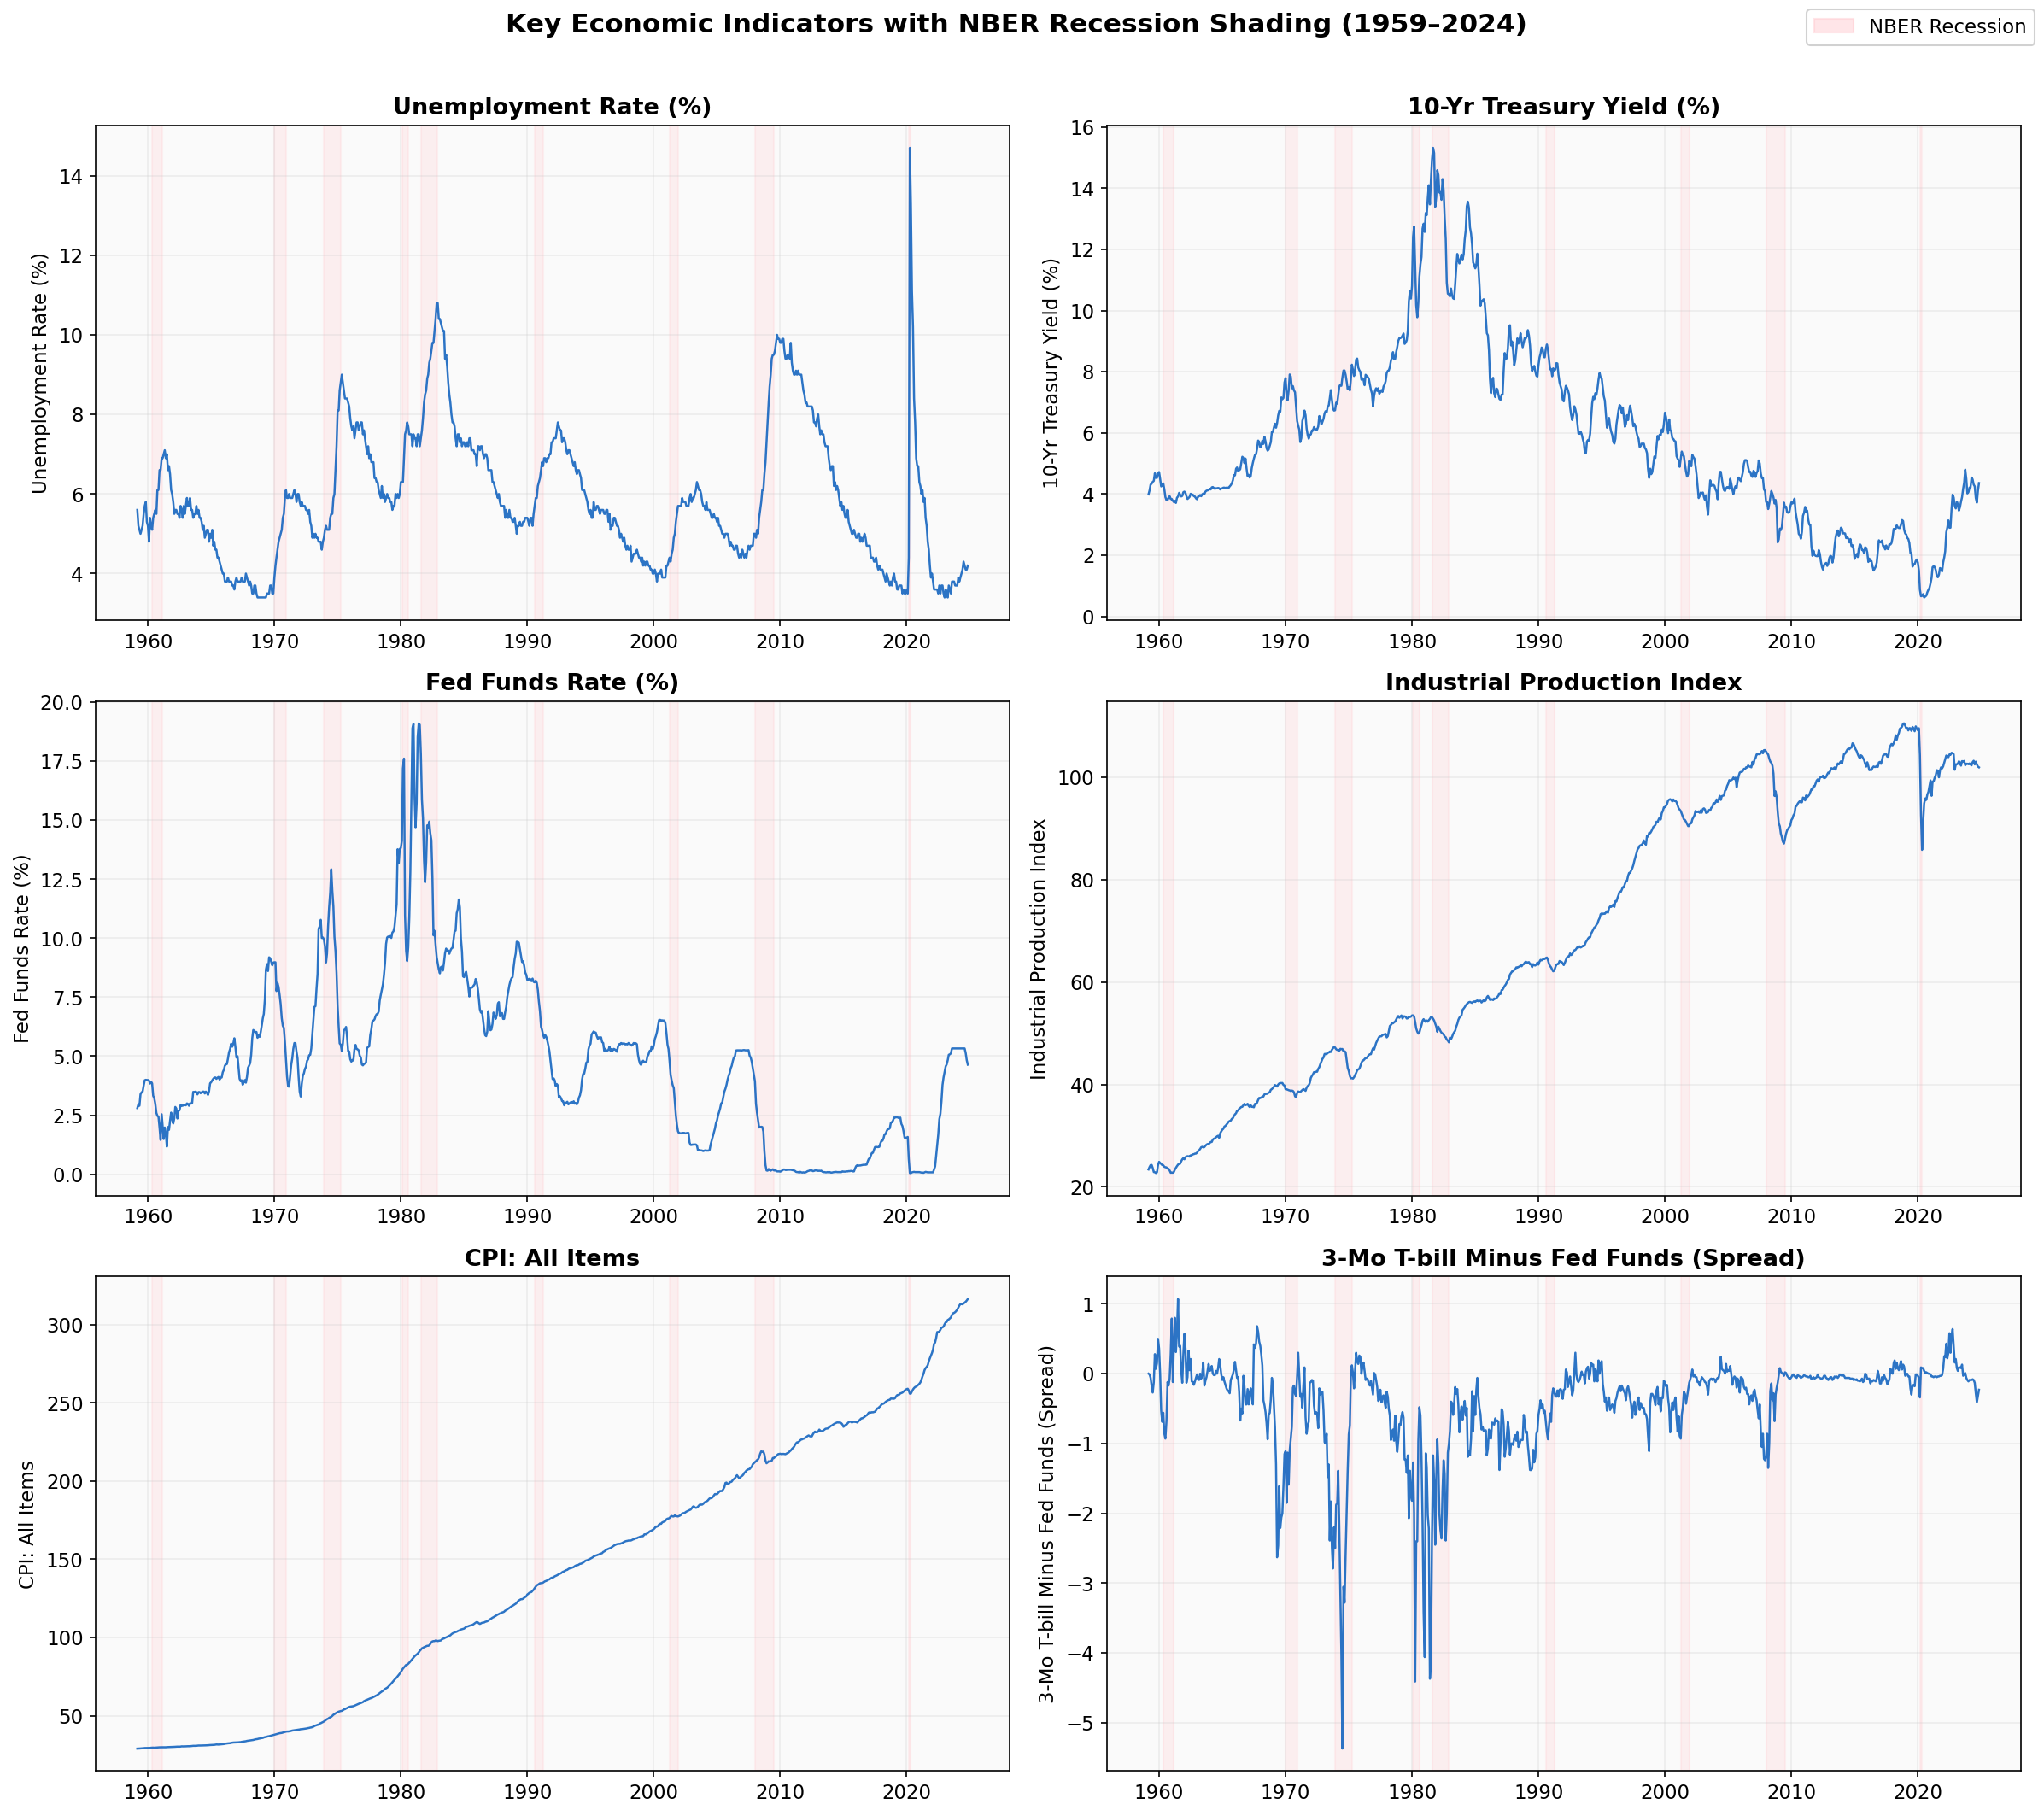 Key Economic Indicators with NBER Recession Shading (1959–2024)
NBER Recession
Unemployment Rate (%)
Unemployment Rate (%)
14
12
10
8
6
4
1960 1970 1980 1990 2000 2010 2020
10-Yr Treasury Yield (%)
10-Yr Treasury Yield (%)
16
14
12
10
8
6
4
2
0
1960 1970 1980 1990 2000 2010 2020
Fed Funds Rate (%)
Fed Funds Rate (%)
20.0
17.5
15.0
12.5
10.0
7.5
5.0
2.5
0.0
1960 1970 1980 1990 2000 2010 2020
Industrial Production Index
Industrial Production Index
100
80
60
40
20
1960 1970 1980 1990 2000 2010 2020
CPI: All Items
CPI: All Items
300
250
200
150
100
50
1960 1970 1980 1990 2000 2010 2020
3-Mo T-bill Minus Fed Funds (Spread)
3-Mo T-bill Minus Fed Funds (Spread)
1
0
−1
−2
−3
−4
−5
1960 1970 1980 1990 2000 2010 2020